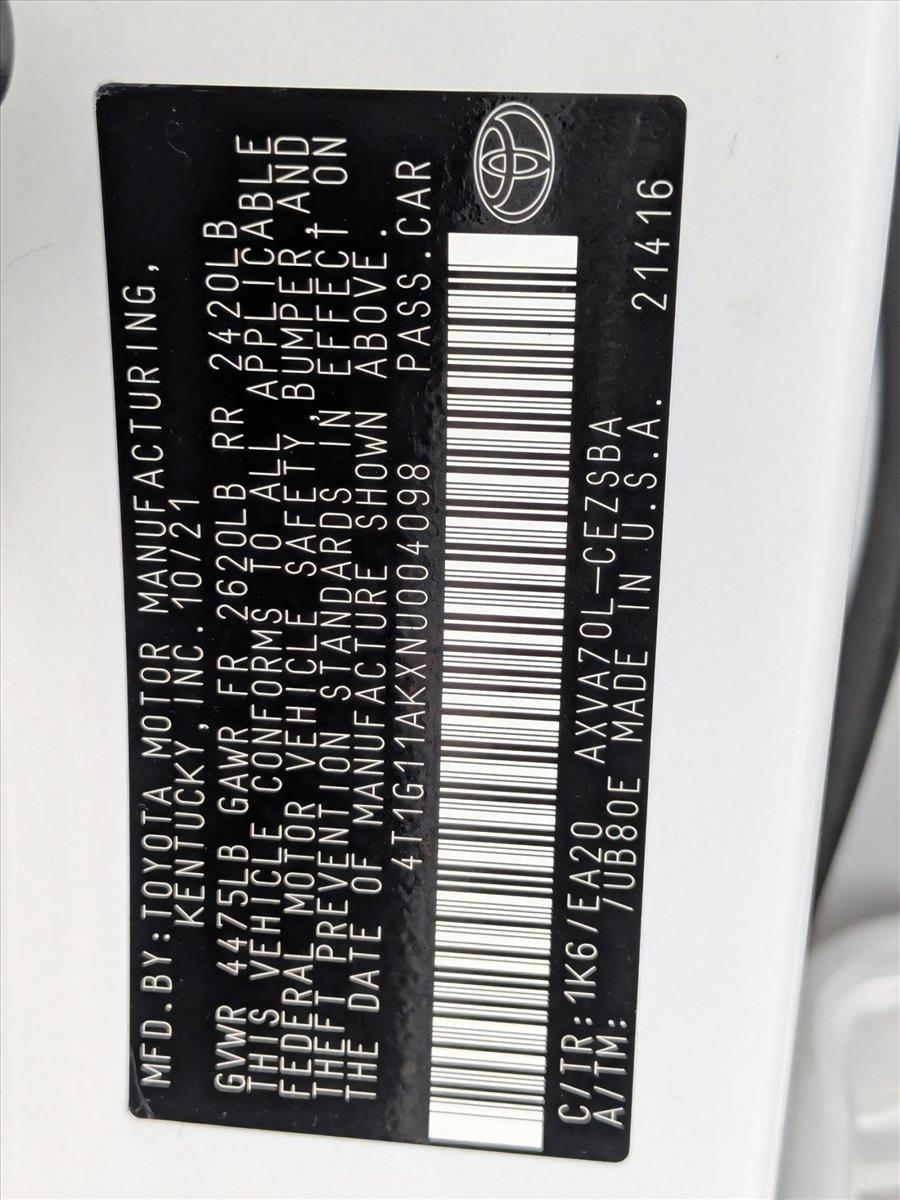 MFD.BY:TOYOTA MOTOR MANUFACTURING,
KENTUCKY, INC. 10/21
GVWR 4475LB GAWR FR 2620LB RR 2420LB
THIS VEHICLE CONFORMS TO ALL APPLICABLE
FEDERAL MOTOR VEHICLE SAFETY,BUMPER,AND
THEFT PREVENTION STANDARDS IN EFFECT ON
THE DATE OF MANUFACTURE SHOWN ABOVE.
4T1G11AKXNU004098 PASS.CAR
C/TR:1K6/EA20 AXVA70L-CEZSBA 21416
A/TM: /UB80E MADE IN U.S.A.